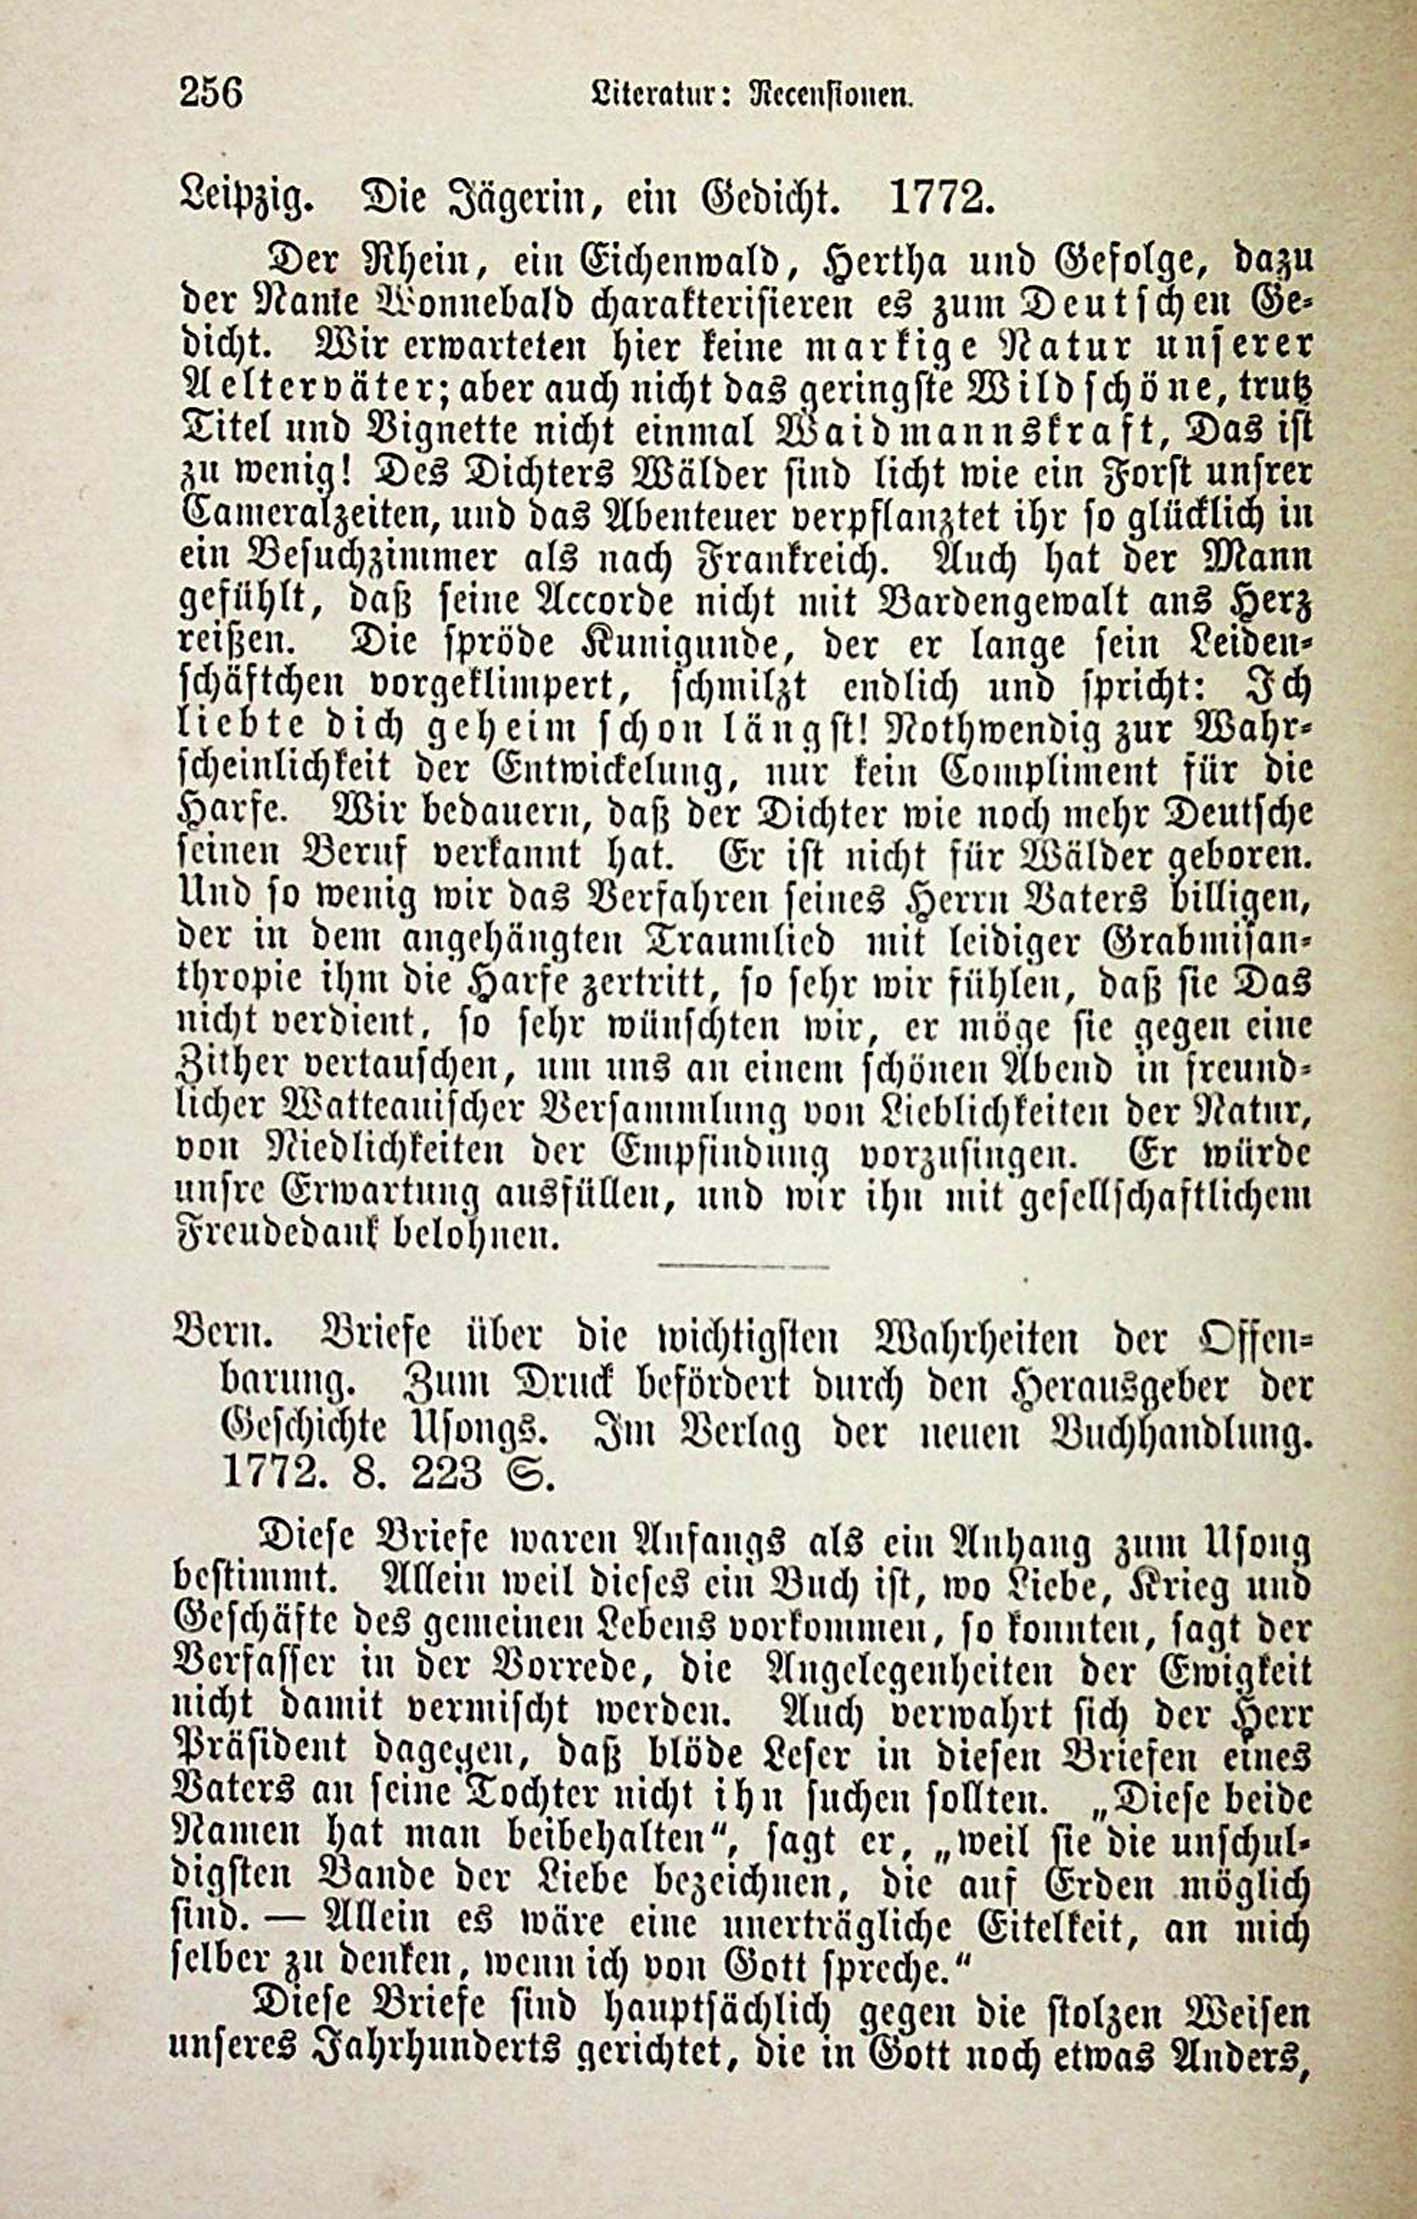 256 Literatur: Recensionen.
Leipzig. Die Jägerin, ein Gedicht. 1772.
Der Rhein, ein Eichenwald, Hertha und Gefolge, dazu
der Name Wonnebald charakterisieren es zum Deutschen Ge-
dicht. Wir erwarteten hier keine markige Natur unserer
Aelterväter; aber auch nicht das geringste Wildschöne, trutz
Titel und Vignette nicht einmal Waidmannskraft, Das ist
zu wenig! Des Dichters Wälder sind licht wie ein Forst unsrer
Cameralzeiten, und das Abenteuer verpflanztet ihr so glücklich in
ein Besuchzimmer als nach Frankreich. Auch hat der Mann
gefühlt, daß seine Accorde nicht mit Bardengewalt ans Herz
reißen. Die spröde Kunigunde, der er lange sein Leiden-
schäftchen vorgeklimpert, schmilzt endlich und spricht: Ich
liebte dich geheim schon längst! Nothwendig zur Wahr-
scheinlichkeit der Entwickelung, nur kein Compliment für die
Harfe. Wir bedauern, daß der Dichter wie noch mehr Deutsche
seinen Beruf verkannt hat. Er ist nicht für Wälder geboren.
Und so wenig wir das Verfahren seines Herrn Vaters billigen,
der in dem angehängten Traumlied mit leidiger Grabmisan-
thropie ihm die Harfe zertritt, so sehr wir fühlen, daß sie Das
nicht verdient, so sehr wünschten wir, er möge sie gegen eine
Zither vertauschen, um uns an einem schönen Abend in freund-
licher Watteauischer Versammlung von Lieblichkeiten der Natur,
von Niedlichkeiten der Empfindung vorzusingen. Er würde
unsre Erwartung ausfüllen, und wir ihn mit gesellschaftlichem
Freudedank belohnen.
Bern. Briefe über die wichtigsten Wahrheiten der Offen-
barung. Zum Druck befördert durch den Herausgeber der
Geschichte Usongs. Im Verlag der neuen Buchhandlung.
1772. 8. 223 S.
Diese Briefe waren Anfangs als ein Anhang zum Usong
bestimmt. Allein weil dieses ein Buch ist, wo Liebe, Krieg und
Geschäfte des gemeinen Lebens vorkommen, so konnten, sagt der
Verfasser in der Vorrede, die Angelegenheiten der Ewigkeit
nicht damit vermischt werden. Auch verwahrt sich der Herr
Präsident dagegen, daß blöde Leser in diesen Briefen eines
Vaters an seine Tochter nicht ihn suchen sollten. „Diese beide
Namen hat man beibehalten“, sagt er, „weil sie die unschul-
digsten Bande der Liebe bezeichnen, die auf Erden möglich
sind. — Allein es wäre eine unerträgliche Eitelkeit, an mich
selber zu denken, wenn ich von Gott spreche.“
Diese Briefe sind hauptsächlich gegen die stolzen Weisen
unseres Jahrhunderts gerichtet, die in Gott noch etwas Anders,